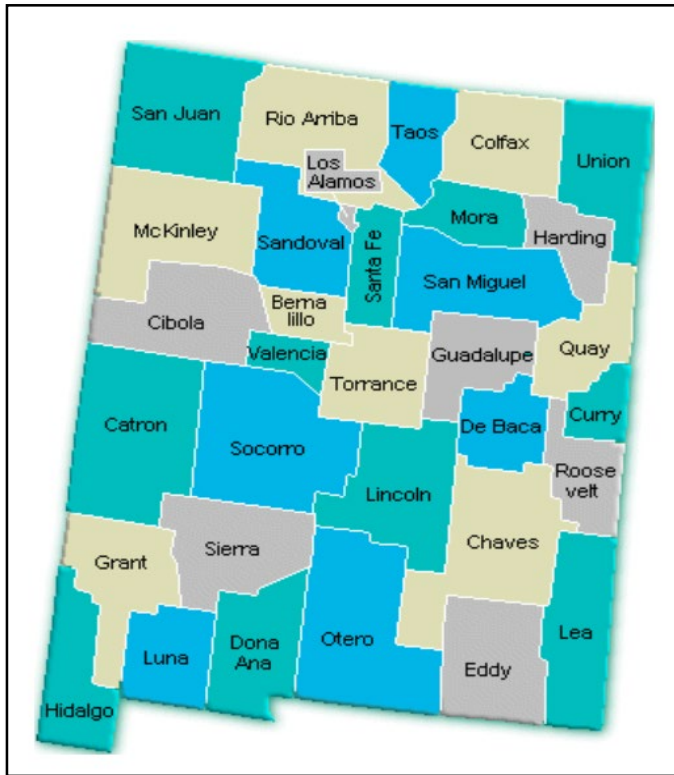 San Juan
Rio Arriba
Taos
Colfax
Union
Los
Alamos
McKinley
Sandoval
Santa Fe
Mora
Harding
San Miguel
Cibola
Berna
lillo
Valencia
Torrance
Guadalupe
Quay
Catron
Socorro
De Baca
Curry
Lincoln
Roose
velt
Grant
Sierra
Chaves
Luna
Dona
Ana
Otero
Eddy
Lea
Hidalgo